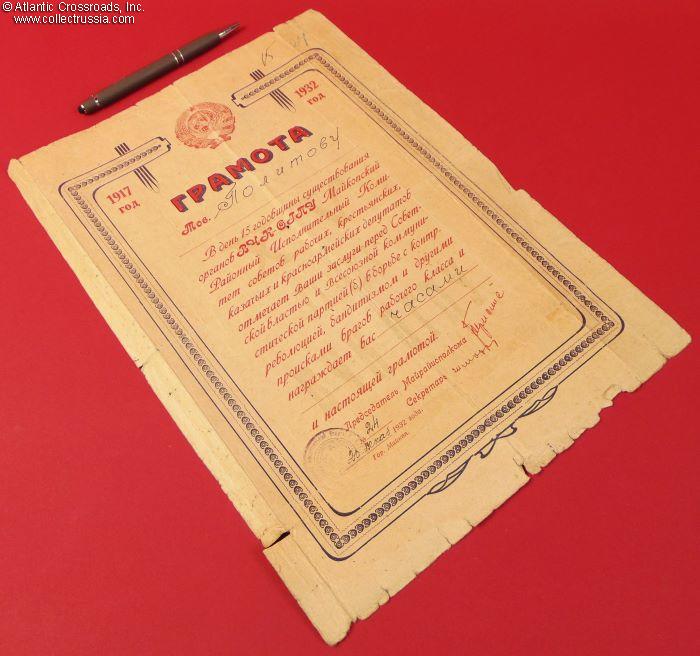 © Atlantic Crossroads, Inc.
www.collectrussia.com
1917
год
1932
год
ГРАМОТА
Тов. Политову
В день 15 годовщины существования
органов ВЧК-ОГПУ Майкопский
Районный Исполнительный Коми-
тет советов рабочих, крестьянских,
казачьих и красноармейских депутатов
отмечает Ваши заслуги перед Совет-
ской властью и Всесоюзной коммуни-
стической партией (б) в борьбе с контр-
революцией, бандитизмом и другими
происками врагов рабочего класса и
награждает вас часами
и настоящей грамотой.
Председатель Майрайисполкома
Секретарь
№ 24
1932 года.
Гор. Майкоп.